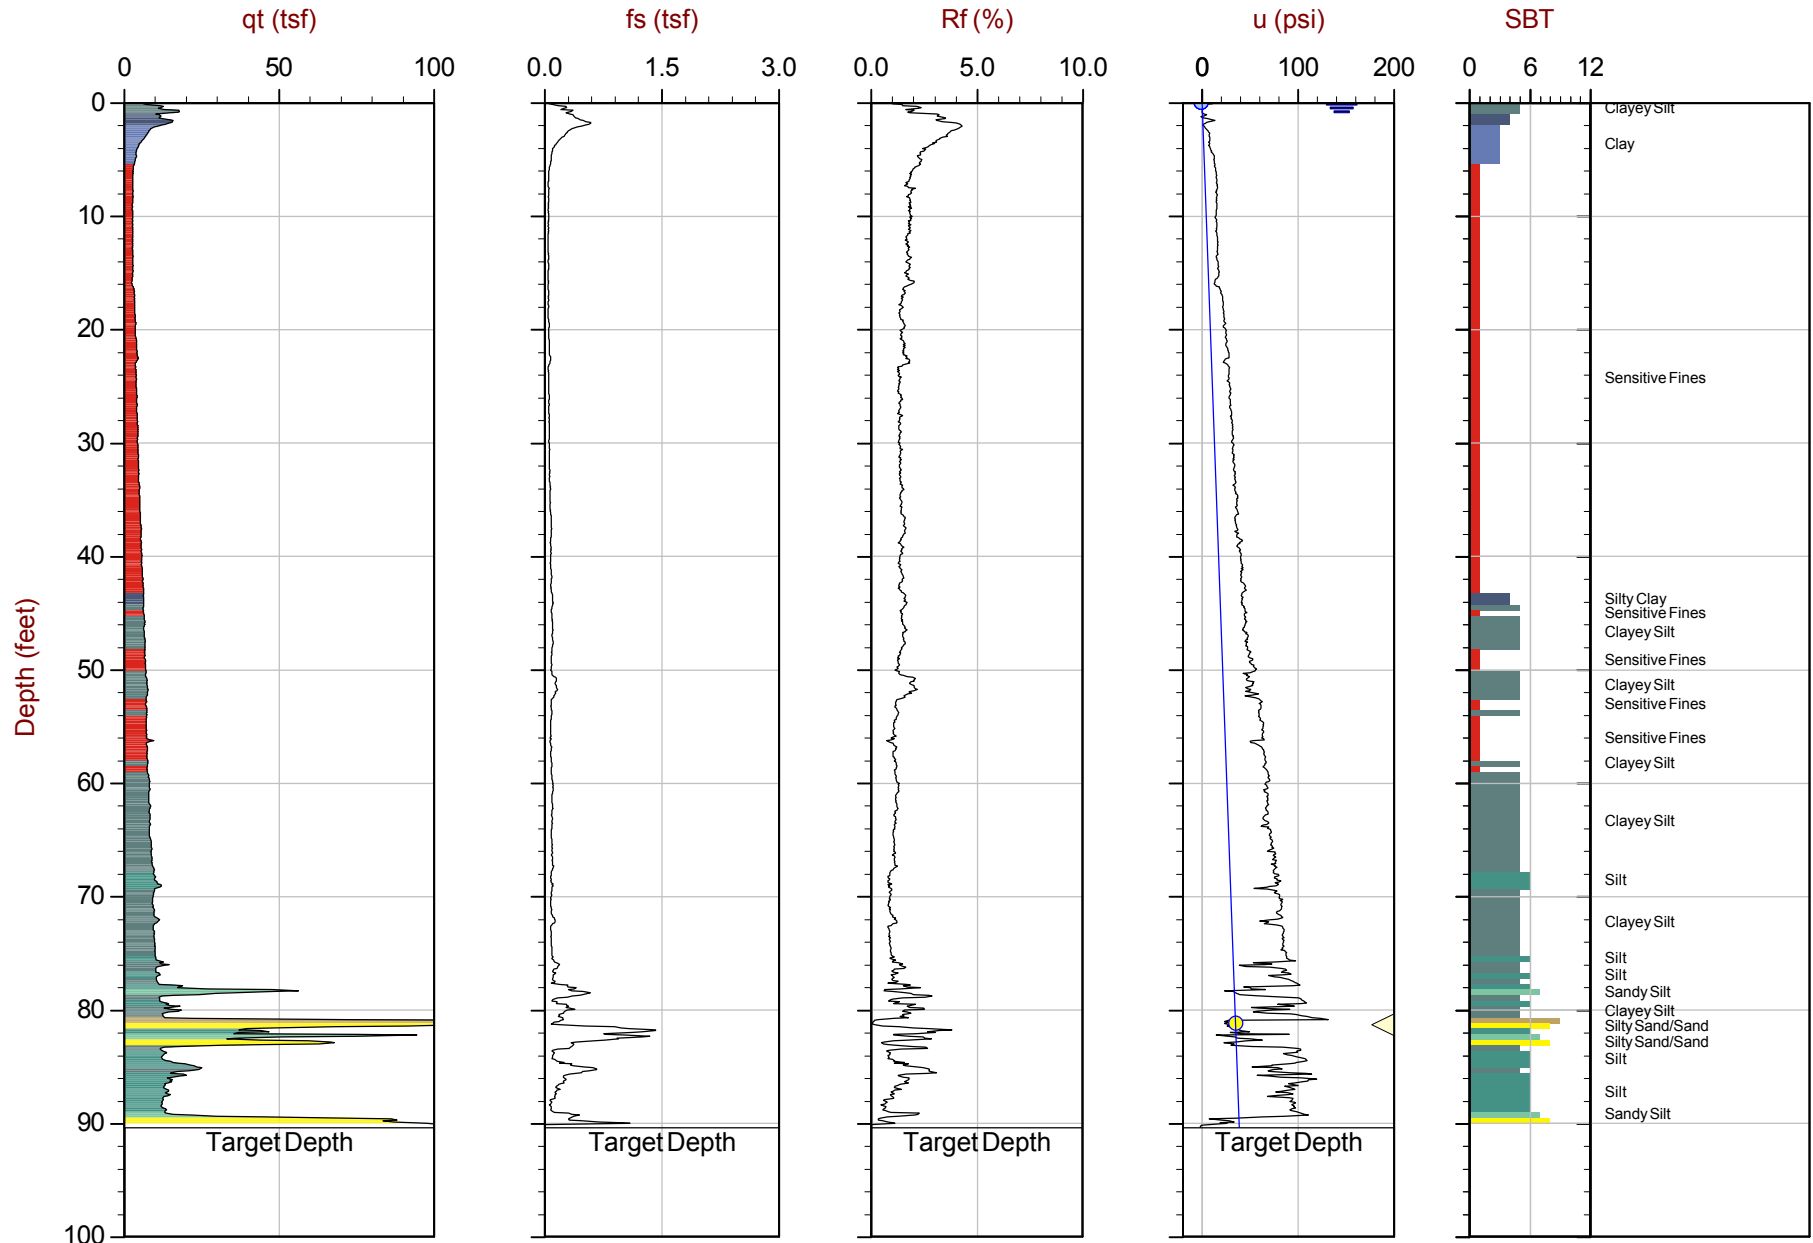 qt (tsf) fs (tsf) Rf (%) u (psi) SBT
0 50 100 0.0 1.5 3.0 0.0 5.0 10.0 0 100 200 0 6 12
0
Clayey Silt
Clay
10
20
Sensitive Fines
30
40
Silty Clay
Sensitive Fines
Clayey Silt
Sensitive Fines
50
Clayey Silt
Sensitive Fines
Sensitive Fines
Clayey Silt
60
Clayey Silt
Silt
70
Clayey Silt
Silt
Silt
Sandy Silt
80
Clayey Silt
Silty Sand/Sand
Silty Sand/Sand
Silt
Silt
Sandy Silt
90
Target Depth Target Depth Target Depth Target Depth
100
Depth (feet)